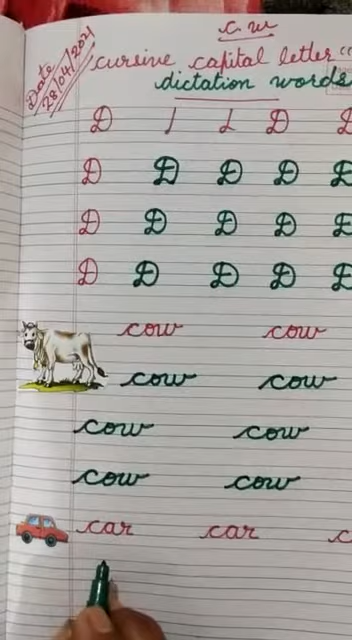 c.w
Date
28/04/2021
cursive capital letter
dictation words
D D
D D D D
D D D D
D D D D
cow cow
cow cow
cow cow
cow cow
car car c